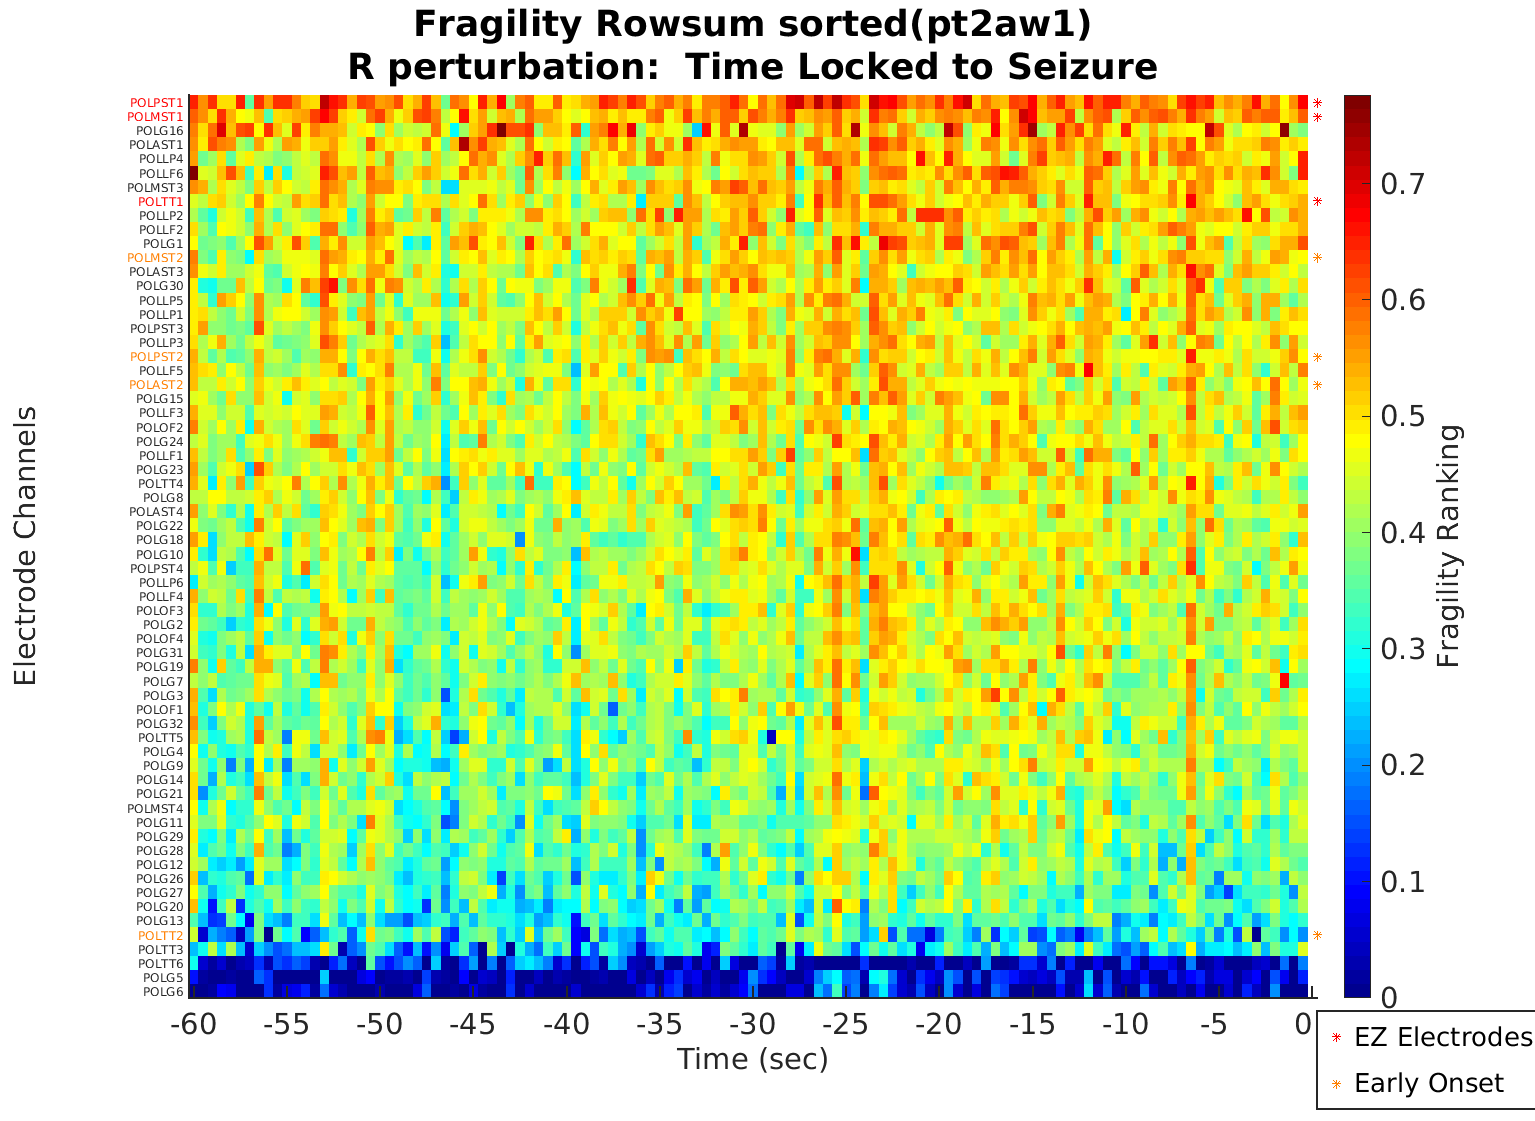 Fragility Rowsum sorted(pt2aw1)
R perturbation: Time Locked to Seizure
POLPST1
POLMST1
POLG16
POLAST1
POLLP4
POLLF6
POLMST3
POLTT1
POLLP2
POLLF2
POLG1
POLMST2
POLAST3
POLG30
POLLP5
POLLP1
POLPST3
POLLP3
POLPST2
POLLF5
POLAST2
POLG15
POLLF3
POLOF2
POLG24
POLLF1
POLG23
POLTT4
POLG8
POLAST4
POLG22
POLG18
POLG10
POLPST4
POLLP6
POLLF4
POLOF3
POLG2
POLOF4
POLG31
POLG19
POLG7
POLG3
POLOF1
POLG32
POLTT5
POLG4
POLG9
POLG14
POLG21
POLMST4
POLG11
POLG29
POLG28
POLG12
POLG26
POLG27
POLG20
POLG13
POLTT2
POLTT3
POLTT6
POLG5
POLG6
Electrode Channels
-60 -55 -50 -45 -40 -35 -30 -25 -20 -15 -10 -5 0
Time (sec)
0.7
0.6
0.5
0.4
0.3
0.2
0.1
0
Fragility Ranking
EZ Electrodes
Early Onset